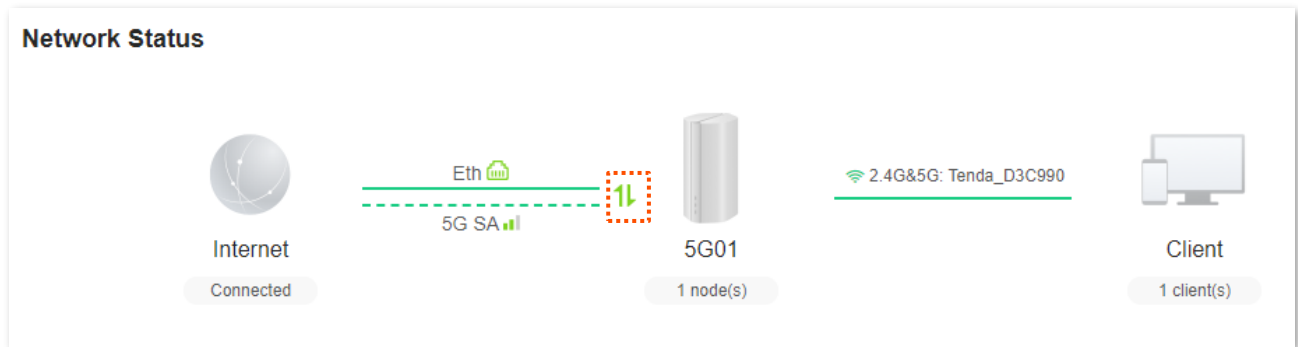 Network Status
Eth
5G SA
2.4G&5G: Tenda_D3C990
Internet
5G01
Client
Connected
1 node(s)
1 client(s)